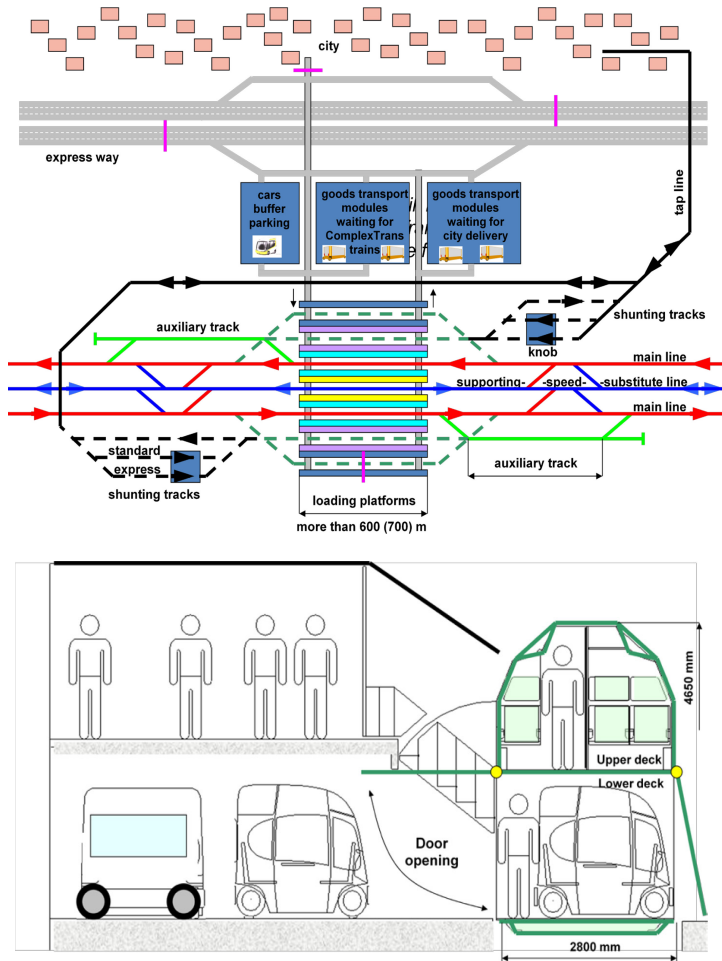 city
express way
tap line
cars
buffer
parking
goods transport
modules
waiting for
ComplexTrans
trains
goods transport
modules
waiting for
city delivery
shunting tracks
auxiliary track
knob
main line
supporting- -speed- -substitute line
main line
standard
express
shunting tracks
auxiliary track
loading platforms
more than 600 (700) m
4650 mm
Upper deck
Lower deck
Door
opening
2800 mm